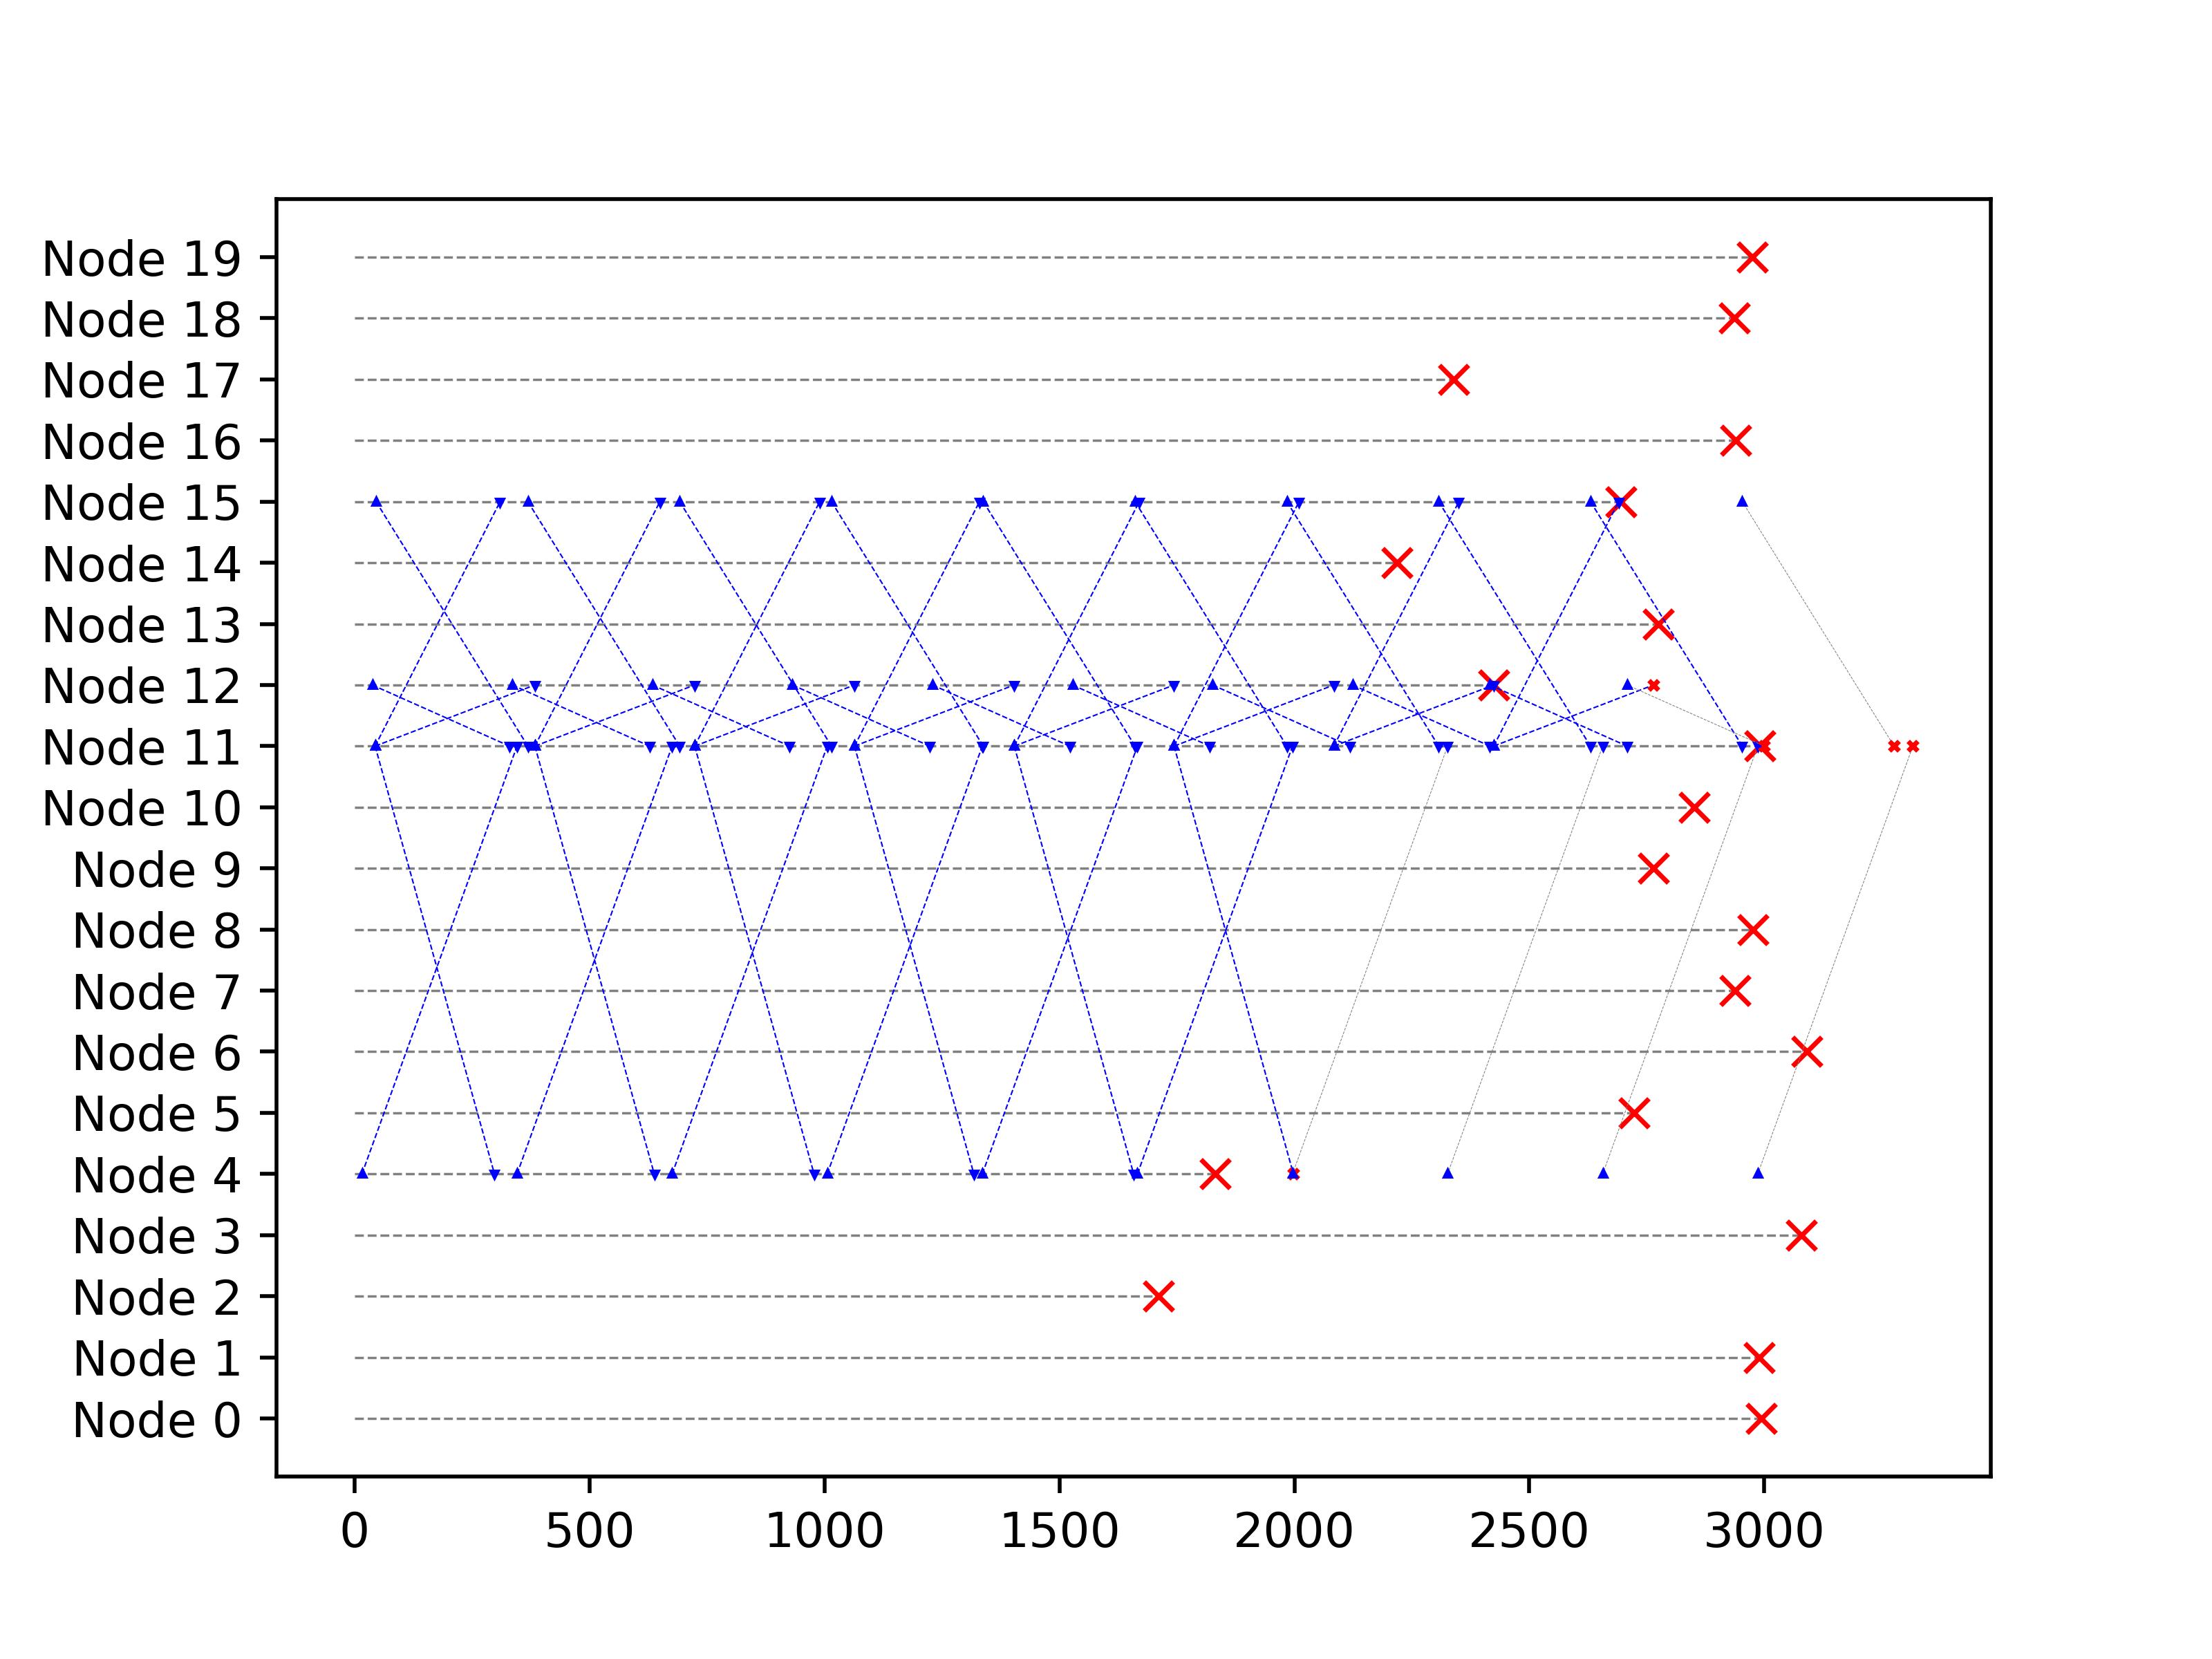 Node 19
Node 18
Node 17
Node 16
Node 15
Node 14
Node 13
Node 12
Node 11
Node 10
Node 9
Node 8
Node 7
Node 6
Node 5
Node 4
Node 3
Node 2
Node 1
Node 0
0 500 1000 1500 2000 2500 3000